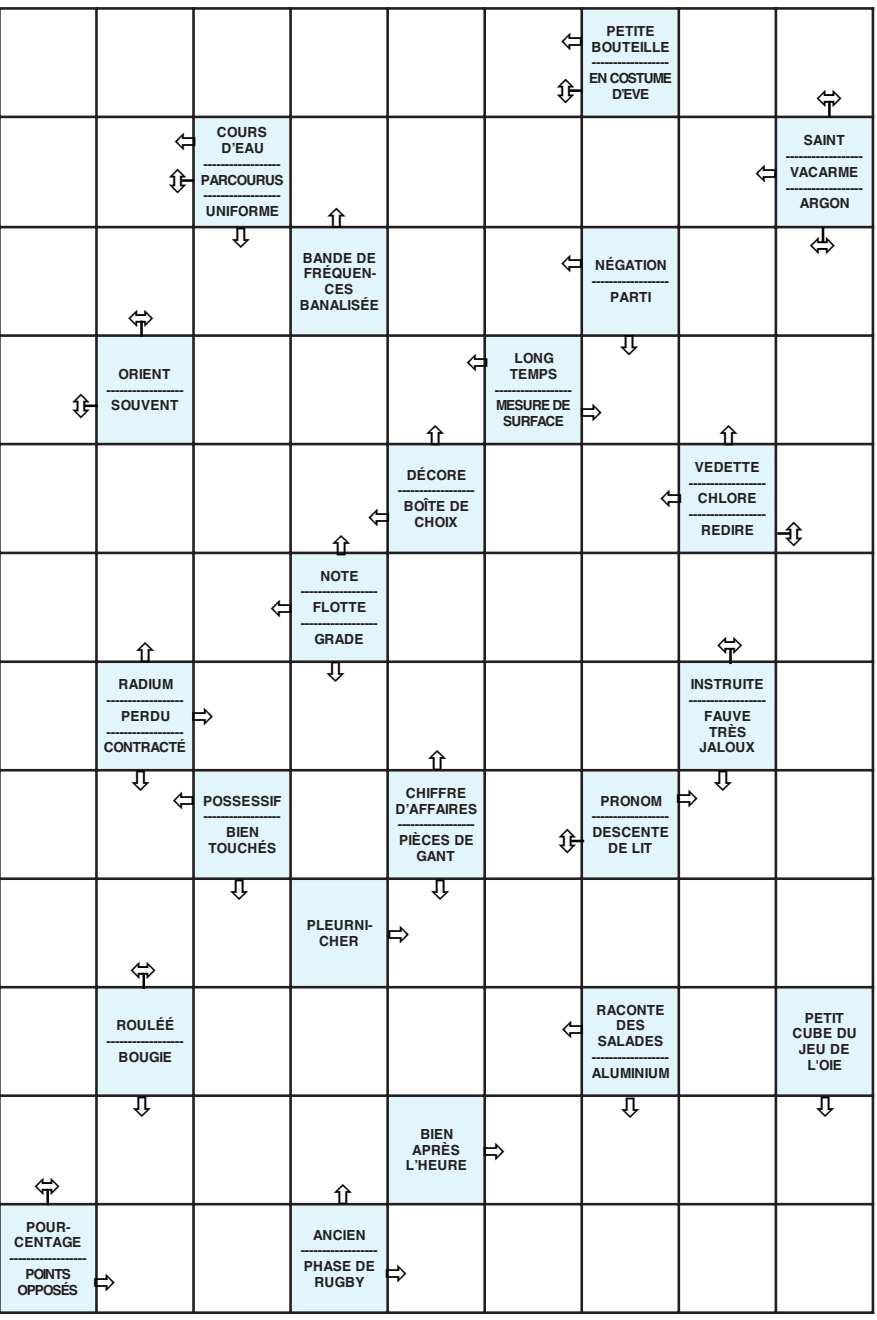 PETITE
BOUTEILLE
EN COSTUME
D'EVE
COURS
D'EAU
PARCOURUS
UNIFORME
SAINT
VACARME
ARGON
BANDE DE
FRÉQUEN-
CES
BANALISÉE
NÉGATION
PARTI
ORIENT
SOUVENT
LONG
TEMPS
MESURE DE
SURFACE
DÉCORE
BOÎTE DE
CHOIX
VEDETTE
CHLORE
REDIRE
NOTE
FLOTTE
GRADE
RADIUM
PERDU
CONTRACTÉ
INSTRUITE
FAUVE
TRÈS
JALOUX
POSSESSIF
BIEN
TOUCHÉS
CHIFFRE
D'AFFAIRES
PIÈCES DE
GANT
PRONOM
DESCENTE
DE LIT
PLEURNI-
CHER
ROULÉÉ
BOUGIE
RACONTE
DES
SALADES
ALUMINIUM
PETIT
CUBE DU
JEU DE
L'OIE
BIEN
APRÈS
L'HEURE
POUR-
CENTAGE
POINTS
OPPOSÉS
ANCIEN
PHASE DE
RUGBY